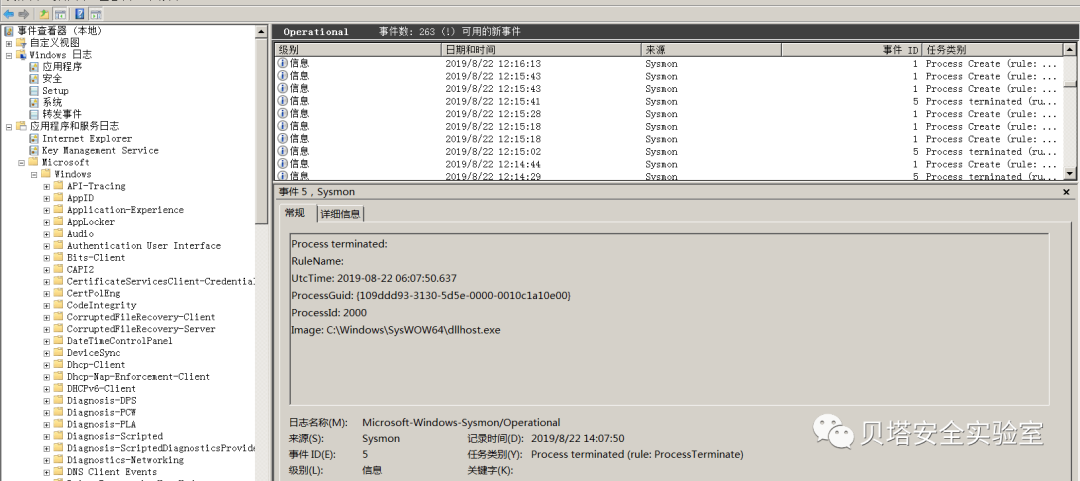 事件查看器 (本地)
自定义视图
Windows 日志
应用程序
安全
Setup
系统
转发事件
应用程序和服务日志
Internet Explorer
Key Management Service
Microsoft
Windows
API-Tracing
AppID
Application-Experience
AppLocker
Audio
Authentication User Interface
Bits-Client
CAPI2
CertificateServicesClient-Credential
CertPolEng
CodeIntegrity
CorruptedFileRecovery-Client
CorruptedFileRecovery-Server
DateTimeControlPanel
DeviceSync
Dhcp-Client
Dhcp-Nap-Enforcement-Client
DHCPv6-Client
Diagnosis-DPS
Diagnosis-PCW
Diagnosis-PLA
Diagnosis-Scripted
Diagnosis-ScriptedDiagnosticsProvide
Diagnostics-Networking
DNS Client Events
Operational 事件数: 263 (!) 可用的新事件
级别 日期和时间 来源 事件 ID 任务类别
信息 2019/8/22 12:16:13 Sysmon 1 Process Create (rule: ...
信息 2019/8/22 12:15:43 Sysmon 1 Process Create (rule: ...
信息 2019/8/22 12:15:43 Sysmon 1 Process Create (rule: ...
信息 2019/8/22 12:15:41 Sysmon 5 Process terminated (ru...
信息 2019/8/22 12:15:28 Sysmon 1 Process Create (rule: ...
信息 2019/8/22 12:15:18 Sysmon 1 Process Create (rule: ...
信息 2019/8/22 12:15:18 Sysmon 1 Process Create (rule: ...
信息 2019/8/22 12:15:02 Sysmon 5 Process terminated (ru...
信息 2019/8/22 12:14:44 Sysmon 1 Process Create (rule: ...
信息 2019/8/22 12:14:29 Sysmon 5 Process terminated (ru...
事件 5，Sysmon
常规 详细信息
Process terminated:
RuleName:
UtcTime: 2019-08-22 06:07:50.637
ProcessGuid: {109ddd93-3130-5d5e-0000-0010c1a10e00}
ProcessId: 2000
Image: C:\Windows\SysWOW64\dllhost.exe
日志名称(M): Microsoft-Windows-Sysmon/Operational
来源(S): Sysmon 记录时间(D): 2019/8/22 14:07:50
事件 ID(E): 5 任务类别(Y): Process terminated (rule: ProcessTerminate)
级别(L): 信息 关键字(K):
贝塔安全实验室